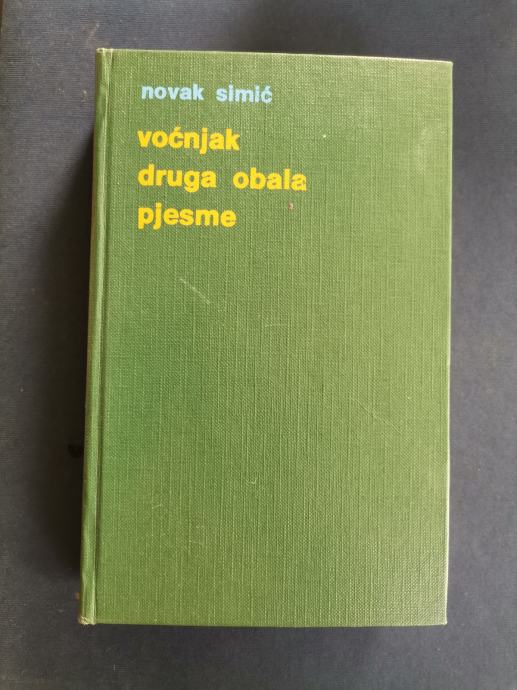 novak simić
voćnjak
druga obala
pjesme